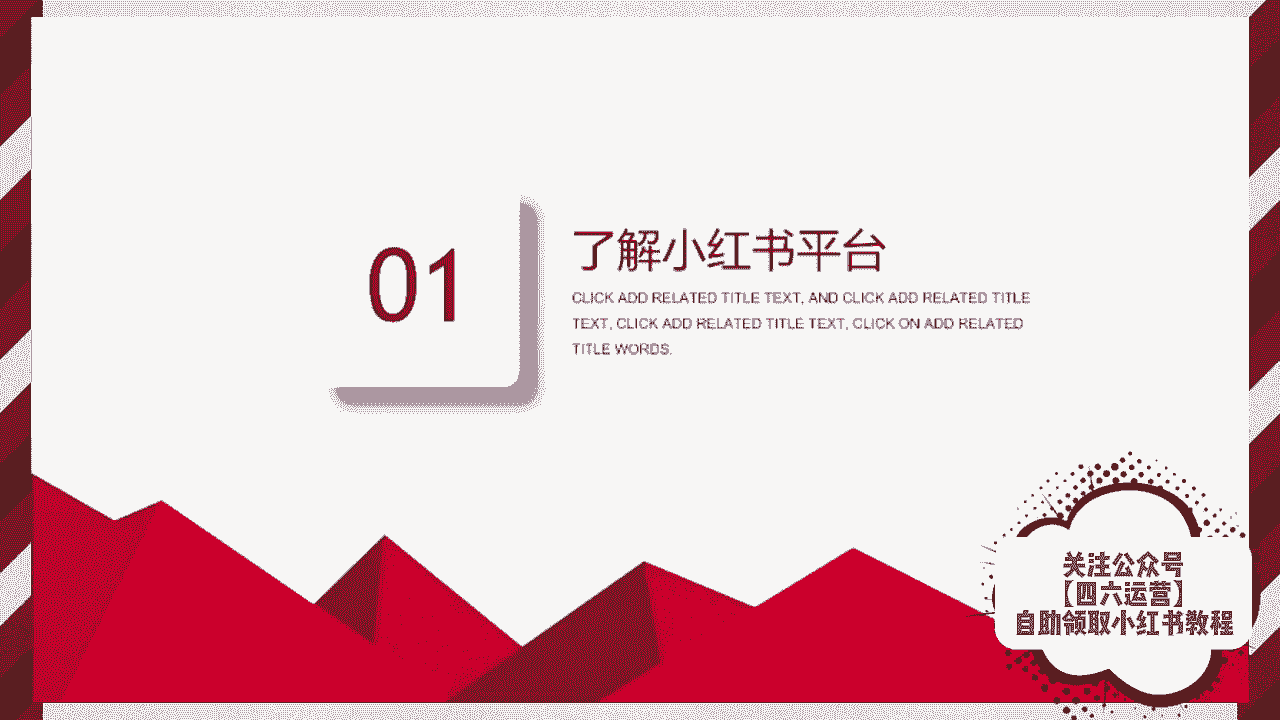 01
了解小红书平台
CLICK ADD RELATED TITLE TEXT, AND CLICK ADD RELATED TITLE
TEXT, CLICK ADD RELATED TITLE TEXT, CLICK ON ADD RELATED
TITLE WORDS.
关注公众号
【四六运营】
自助领取小红书教程